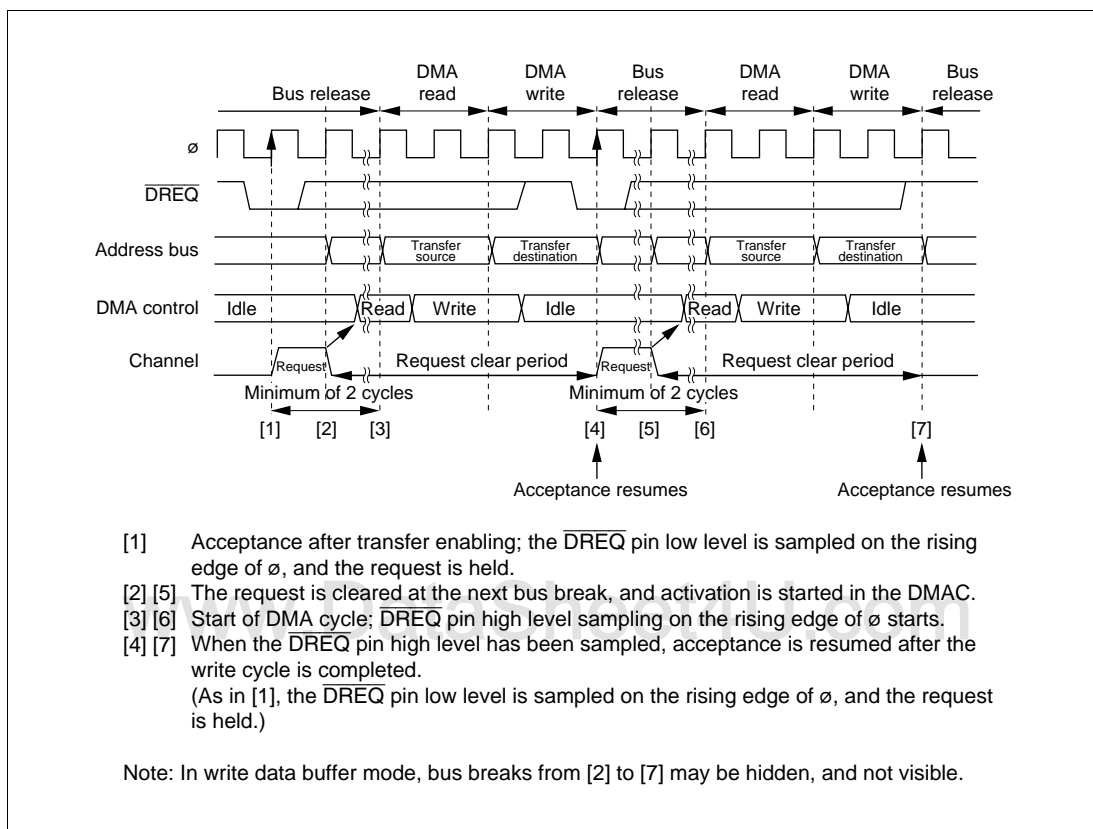 DMA DMA Bus DMA DMA Bus
Bus release read write release read write release
ø
DREQ
Address bus Transfer source Transfer destination Transfer source Transfer destination
DMA control Idle Read Write Idle Read Write Idle
Channel Request Request clear period Request Request clear period
Minimum of 2 cycles Minimum of 2 cycles
[1] [2] [3] [4] [5] [6] [7]
Acceptance resumes Acceptance resumes
[1] Acceptance after transfer enabling; the DREQ pin low level is sampled on the rising
edge of ø, and the request is held.
[2] [5] The request is cleared at the next bus break, and activation is started in the DMAC.
[3] [6] Start of DMA cycle; DREQ pin high level sampling on the rising edge of ø starts.
[4] [7] When the DREQ pin high level has been sampled, acceptance is resumed after the
write cycle is completed.
(As in [1], the DREQ pin low level is sampled on the rising edge of ø, and the request
is held.)
Note: In write data buffer mode, bus breaks from [2] to [7] may be hidden, and not visible.
www.DataSheet4U.com